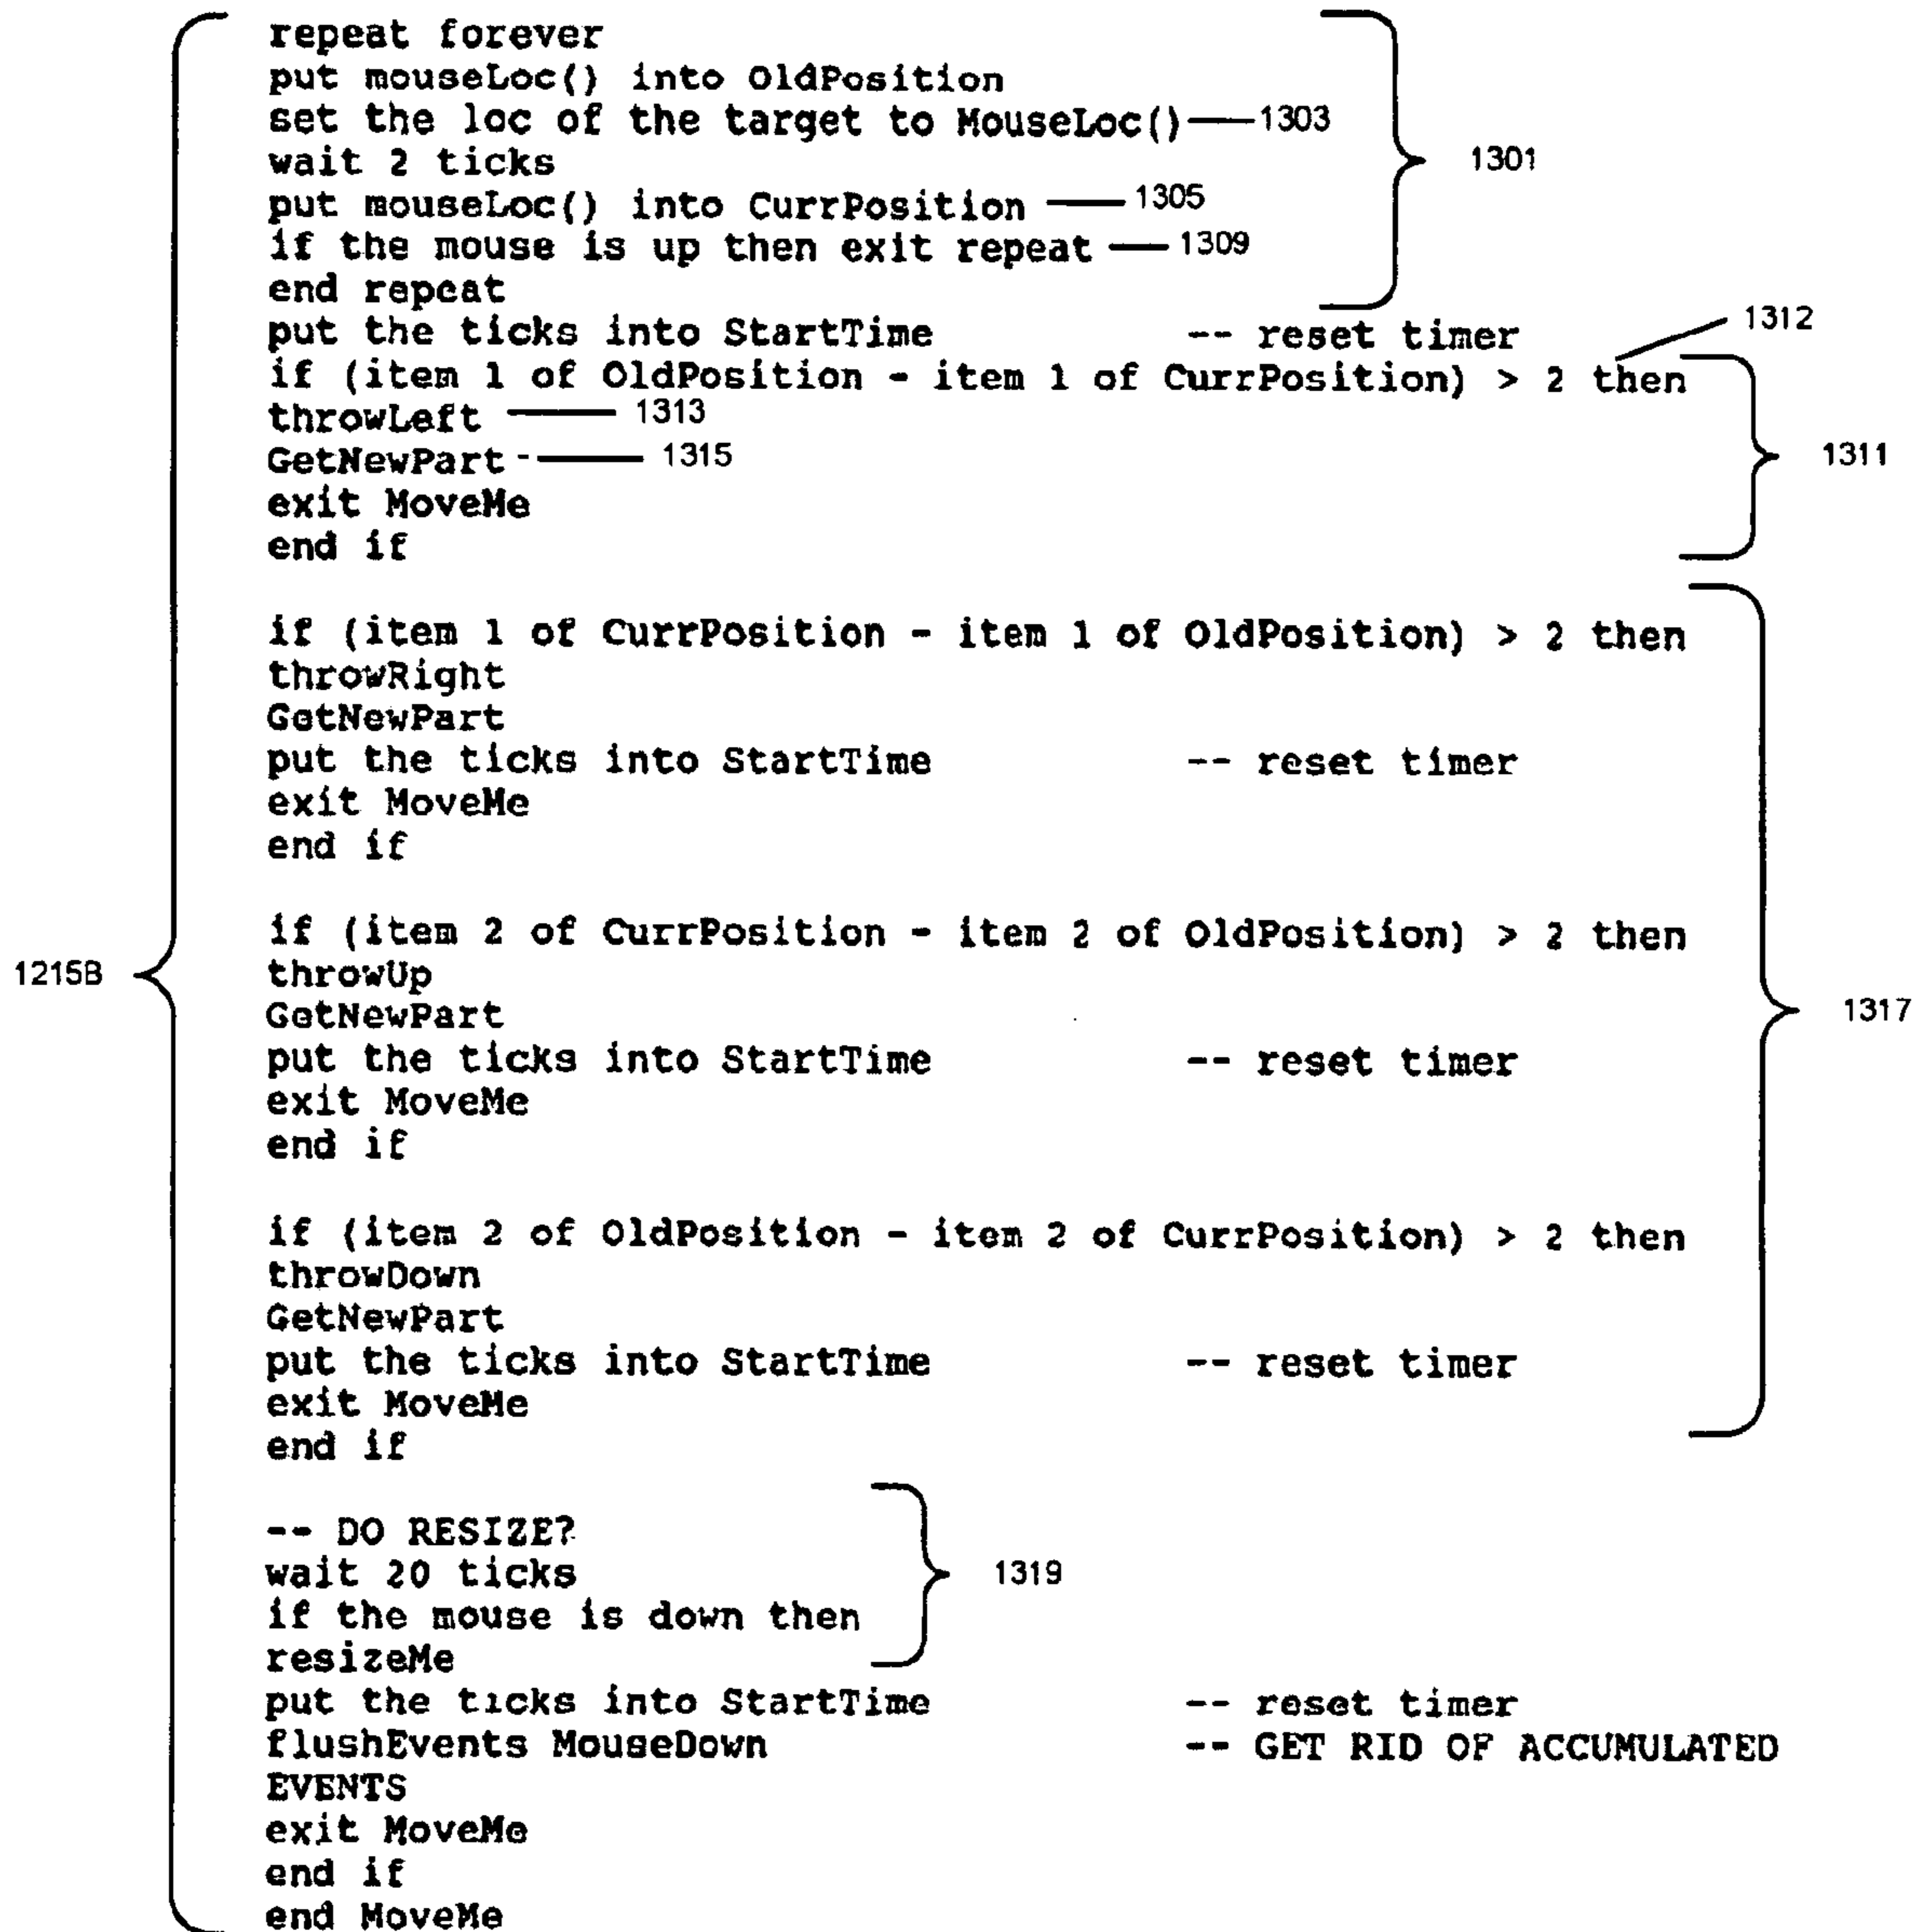 repeat forever
put mouseLoc() into OldPosition
set the loc of the target to MouseLoc() 1303
wait 2 ticks
1301
put mouseLoc() into CurrPosition 1305
if the mouse is up then exit repeat 1309
end repeat
put the ticks into StartTime -- reset timer 1312
if (item 1 of OldPosition - item 1 of CurrPosition) > 2 then
throwLeft 1313
GetNewPart 1315
1311
exit MoveMe
end if
if (item 1 of CurrPosition - item 1 of OldPosition) > 2 then
throwRight
GetNewPart
put the ticks into StartTime -- reset timer
exit MoveMe
end if
if (item 2 of CurrPosition - item 2 of OldPosition) > 2 then
1215B
throwUp
GetNewPart
1317
put the ticks into StartTime -- reset timer
exit MoveMe
end if
if (item 2 of OldPosition - item 2 of CurrPosition) > 2 then
throwDown
GetNewPart
put the ticks into StartTime -- reset timer
exit MoveMe
end if
-- DO RESIZE?
wait 20 ticks
1319
if the mouse is down then
resizeMe
put the ticks into StartTime -- reset timer
flushEvents MouseDown -- GET RID OF ACCUMULATED
EVENTS
exit MoveMe
end if
end MoveMe